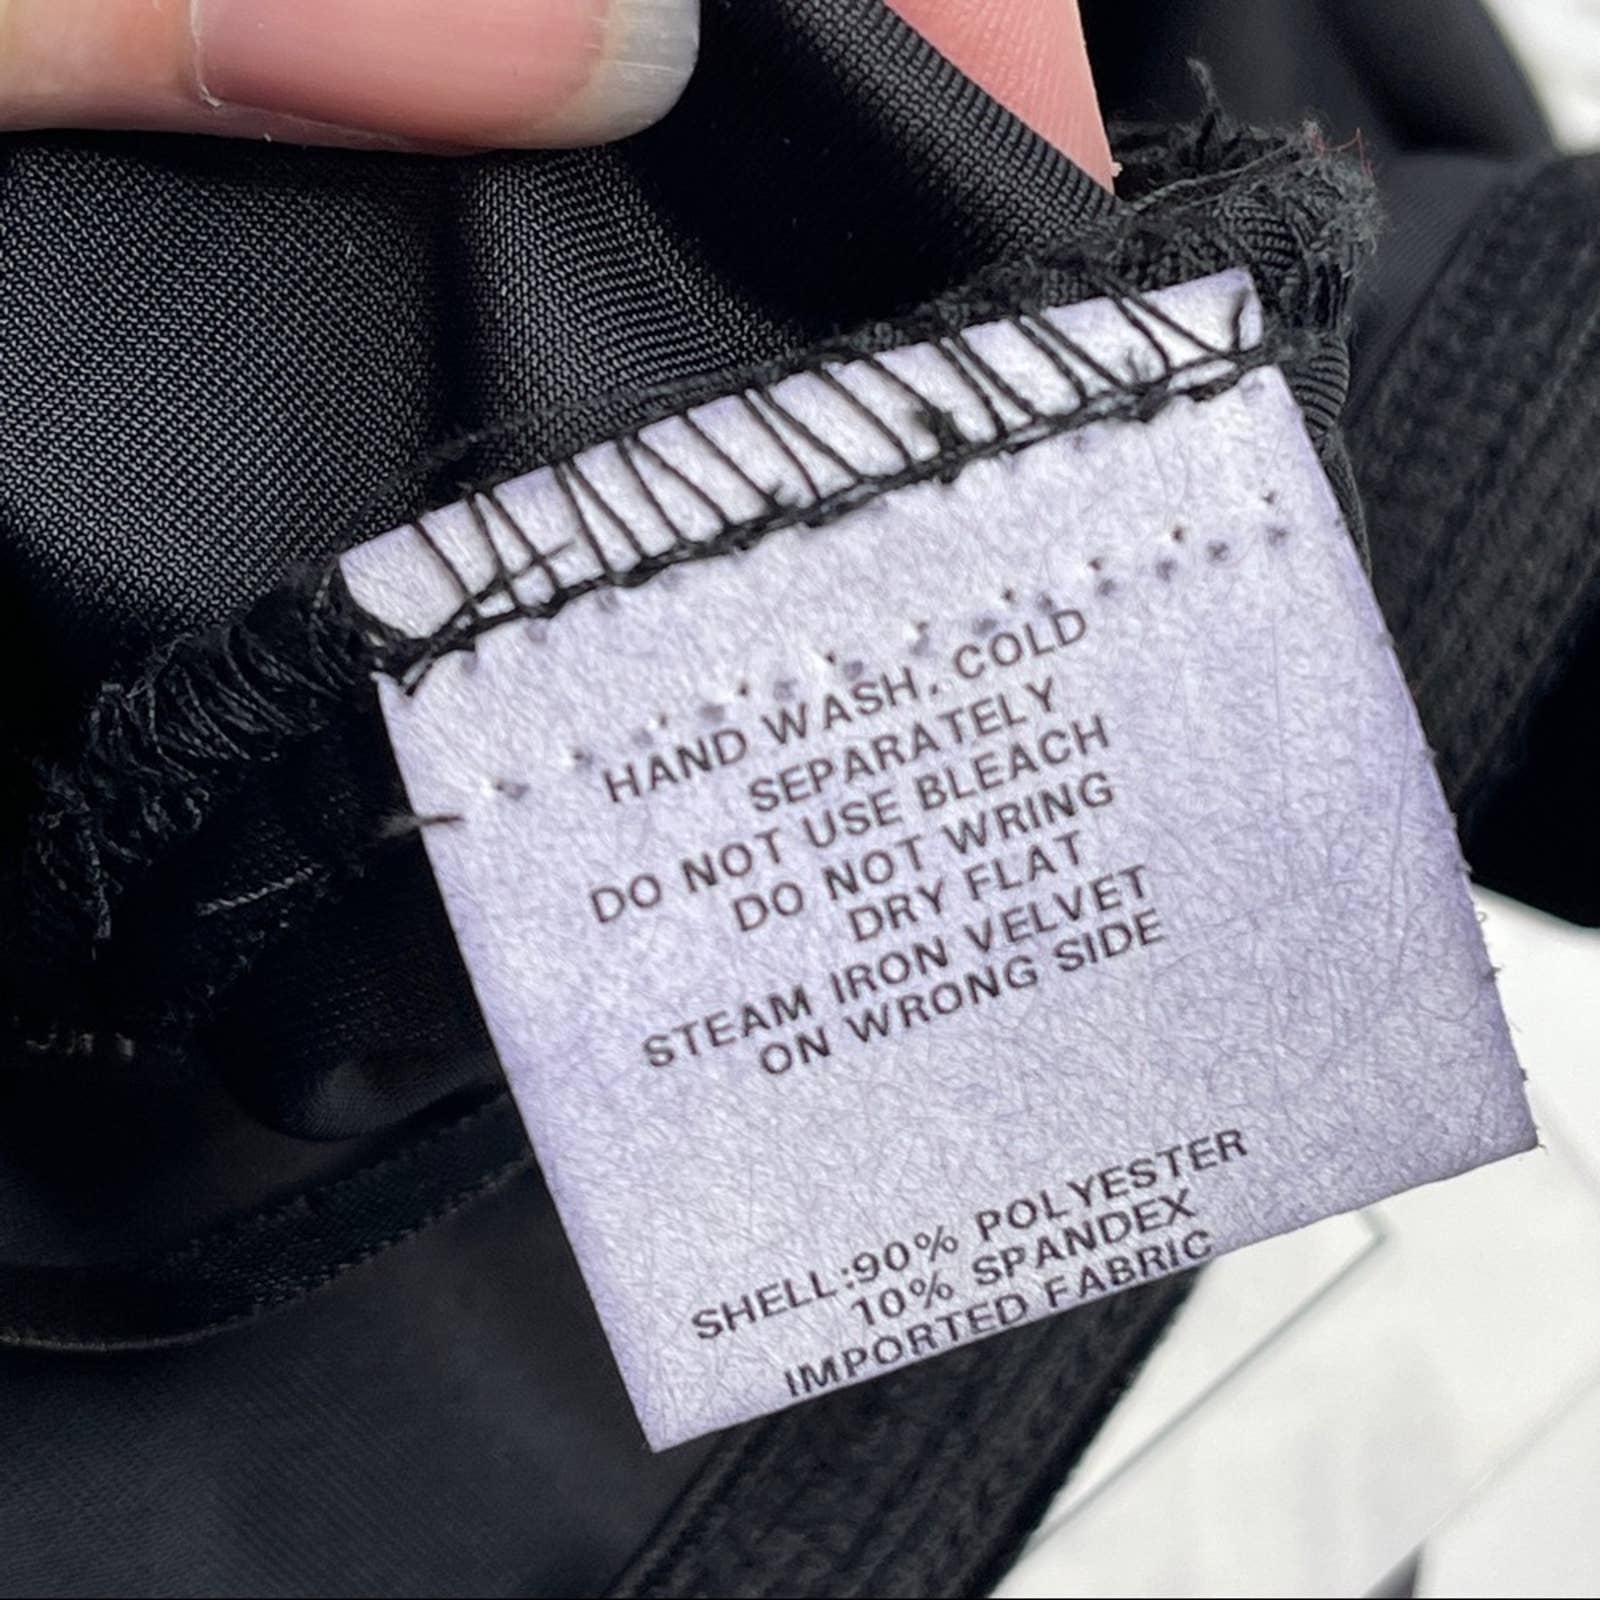 HAND WASH, COLD
SEPARATELY
DO NOT USE BLEACH
DO NOT WRING
DRY FLAT
STEAM IRON VELVET
ON WRONG SIDE
SHELL:90% POLYESTER
10% SPANDEX
IMPORTED FABRIC